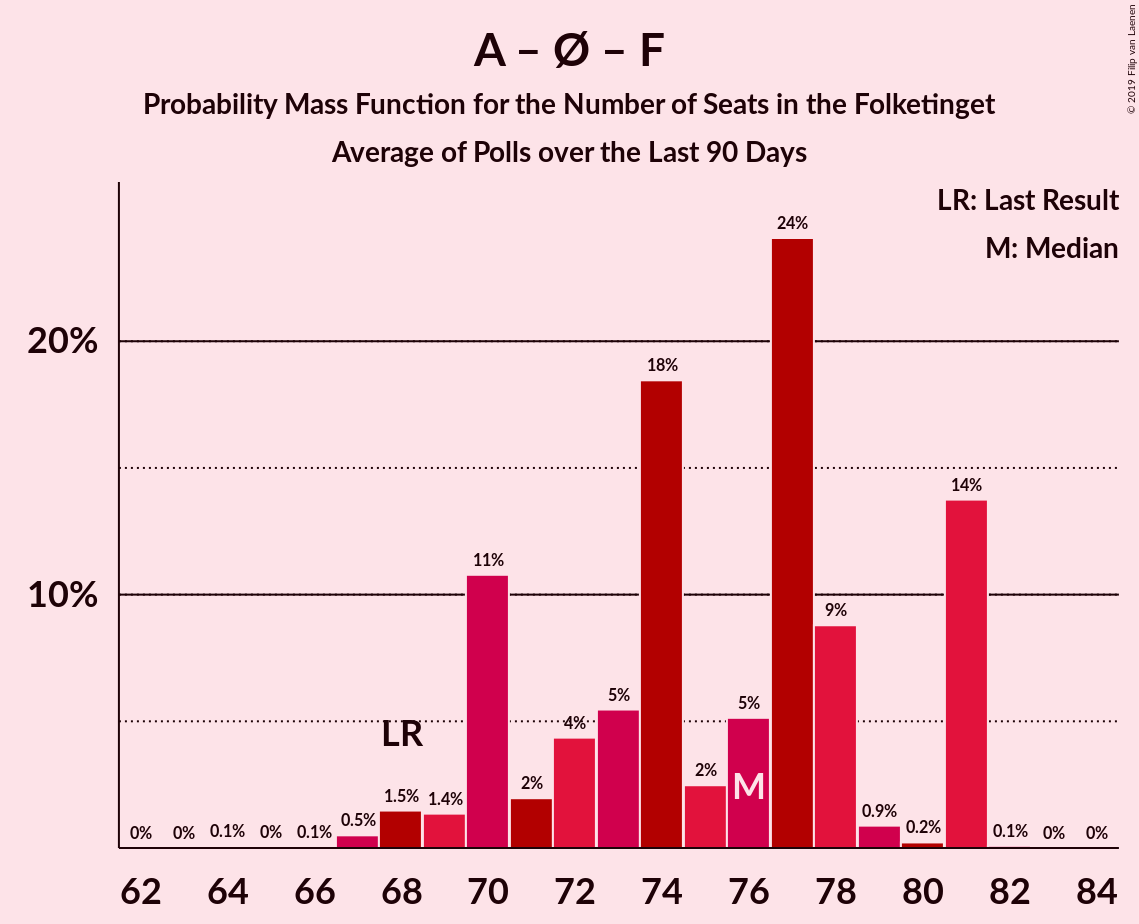 A – Ø – F
Probability Mass Function for the Number of Seats in the Folketinget
Average of Polls over the Last 90 Days
© 2019 Filip van Laenen
LR: Last Result
M: Median
20%
10%
0%
0%
0.1%
0%
0.1%
0.5%
1.5%
1.4%
11%
2%
4%
5%
18%
2%
5%
24%
9%
0.9%
0.2%
14%
0.1%
0%
0%
LR
M
62 64 66 68 70 72 74 76 78 80 82 84